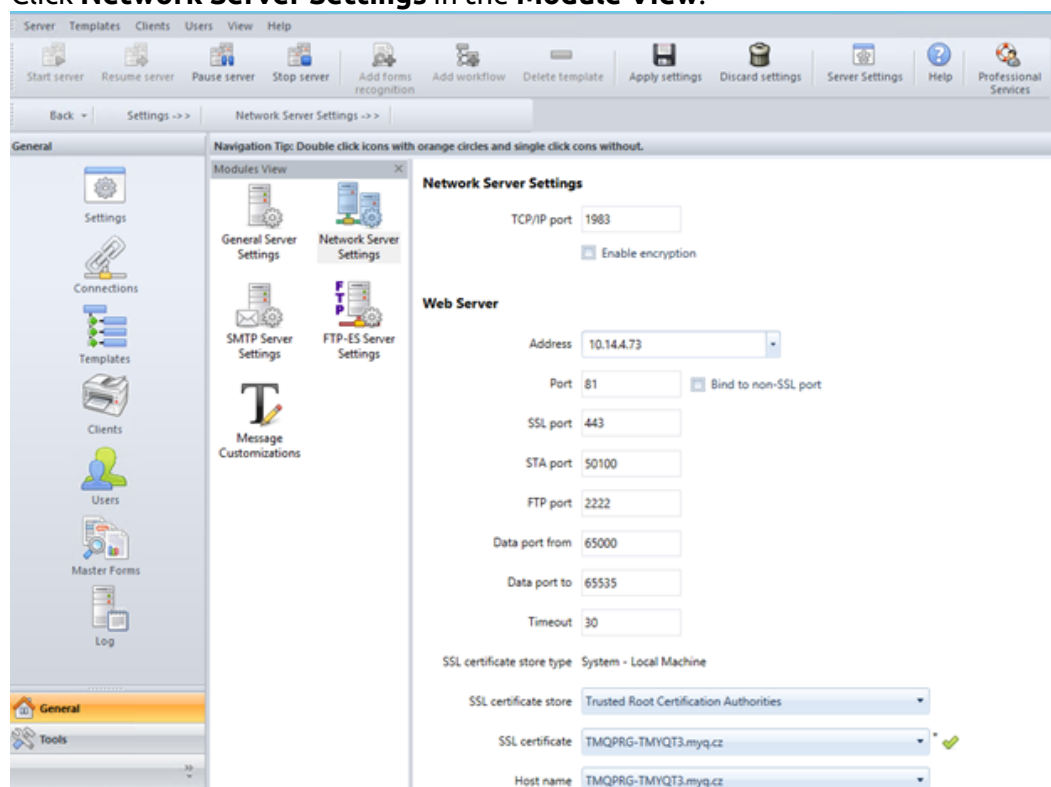 Click Network Server Settings in the Module View.
Server Templates Clients Users View Help
Start server Resume server Pause server Stop server Add forms recognition Add workflow Delete template Apply settings Discard settings Server Settings Help Professional Services
Back Settings ->> Network Server Settings ->>
General
Navigation Tip: Double click icons with orange circles and single click cons without.
Settings
Connections
Templates
Clients
Users
Master Forms
Log
General
Tools
Modules View
General Server Settings
Network Server Settings
SMTP Server Settings
FTP
FTP-ES Server Settings
Message Customizations
Network Server Settings
TCP/IP port 1983
Enable encryption
Web Server
Address 10.14.4.73
Port 81 Bind to non-SSL port
SSL port 443
STA port 50100
FTP port 2222
Data port from 65000
Data port to 65535
Timeout 30
SSL certificate store type System - Local Machine
SSL certificate store Trusted Root Certification Authorities
SSL certificate TMQPRG-TMYQT3.myq.cz *
Host name TMQPRG-TMYQT3.myq.cz